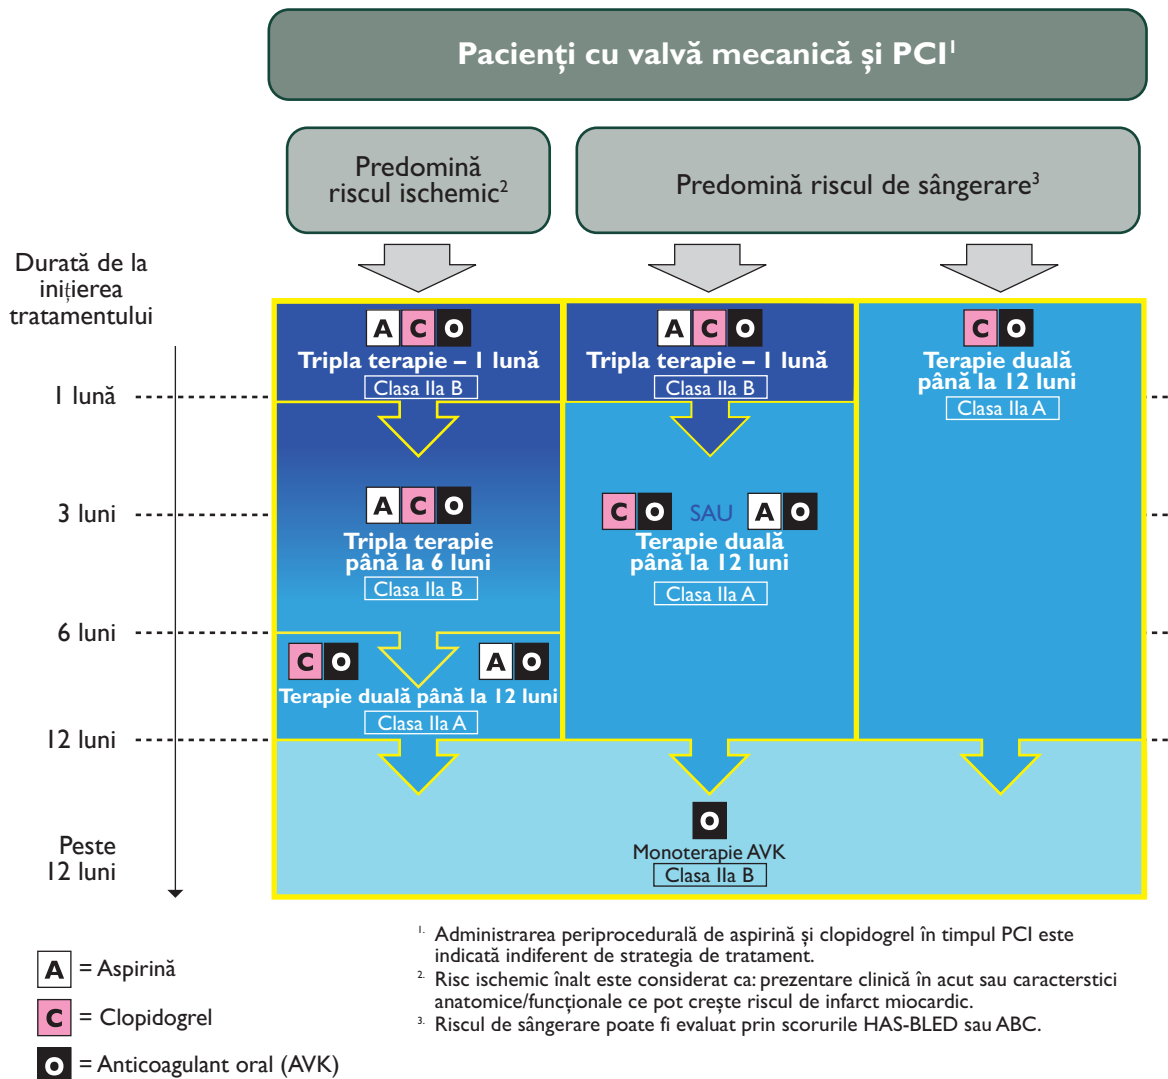 Pacienți cu valvă mecanică și PCI1
Predomină
riscul ischemic2
Predomină riscul de sângerare3
Durată de la
inițierea
tratamentului
A C O
Tripla terapie – 1 lună
Clasa IIa B
A C O
Tripla terapie – 1 lună
Clasa IIa B
C O
Terapie duală
până la 12 luni
Clasa IIa A
1 lună
A C O
Tripla terapie
până la 6 luni
Clasa IIa B
C O SAU A O
Terapie duală
până la 12 luni
Clasa IIa A
3 luni
6 luni
C O A O
Terapie duală până la 12 luni
Clasa IIa A
12 luni
O
Monoterapie AVK
Clasa IIa B
Peste
12 luni
A = Aspirină
C = Clopidogrel
O = Anticoagulant oral (AVK)
1. Administrarea periprocedurală de aspirină și clopidogrel în timpul PCI este
indicată indiferent de strategia de tratament.
2. Risc ischemic înalt este considerat ca: prezentare clinică în acut sau caracterstici
anatomice/funcționale ce pot crește riscul de infarct miocardic.
3. Riscul de sângerare poate fi evaluat prin scorurile HAS-BLED sau ABC.